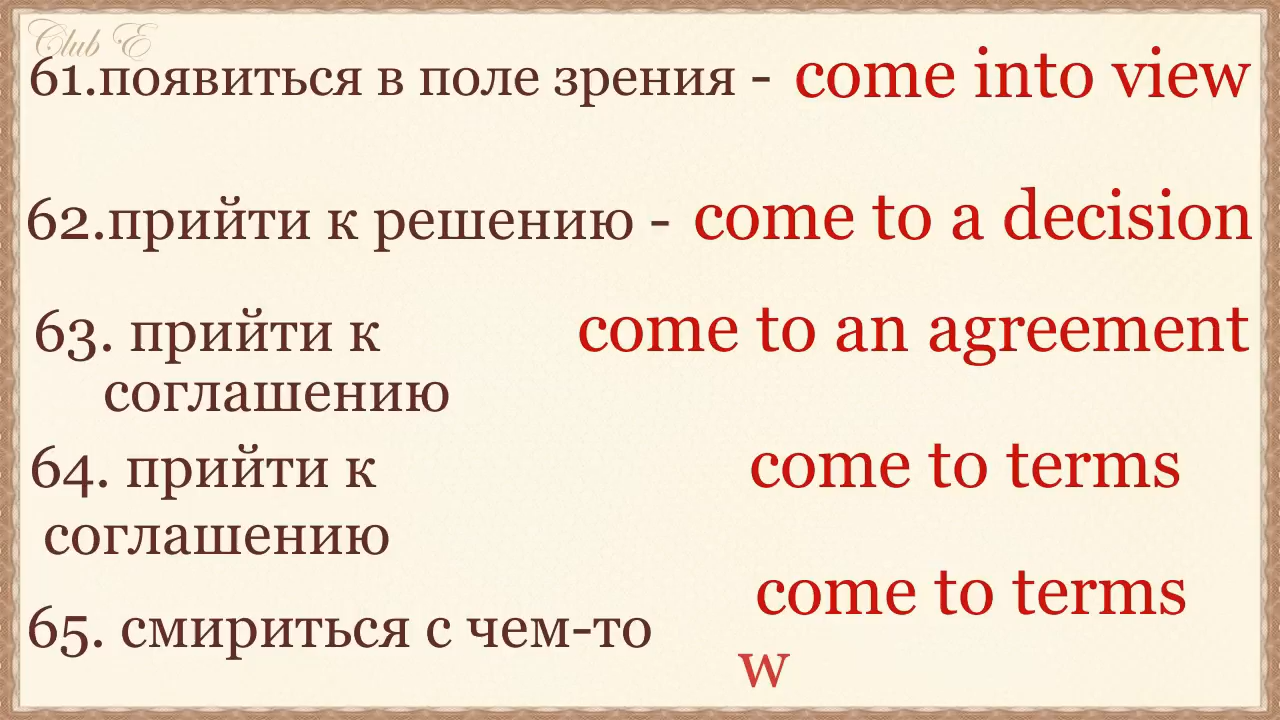 Club E
61.появиться в поле зрения - come into view
62.прийти к решению - come to a decision
63. прийти к come to an agreement
соглашению
64. прийти к come to terms
соглашению
come to terms
65. смириться с чем-то
w